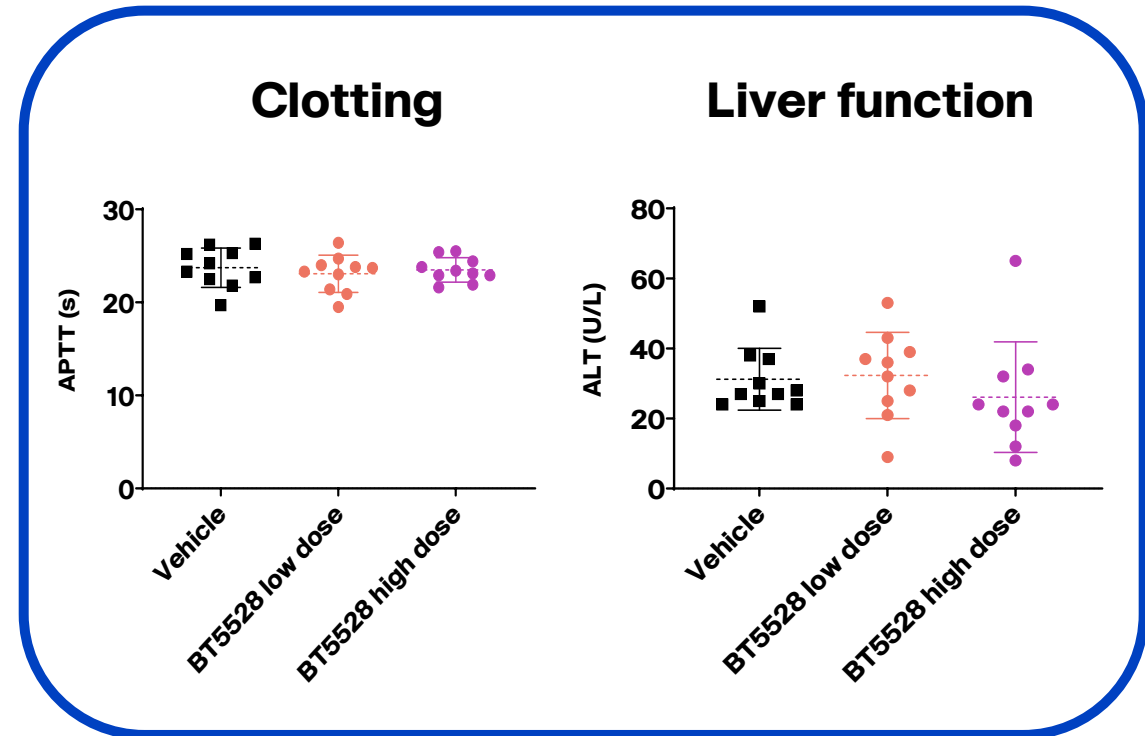 Clotting
APTT (s)
30
20
10
0
Vehicle
BT5528 low dose
BT5528 high dose
Liver function
ALT (U/L)
80
60
40
20
0
Vehicle
BT5528 low dose
BT5528 high dose